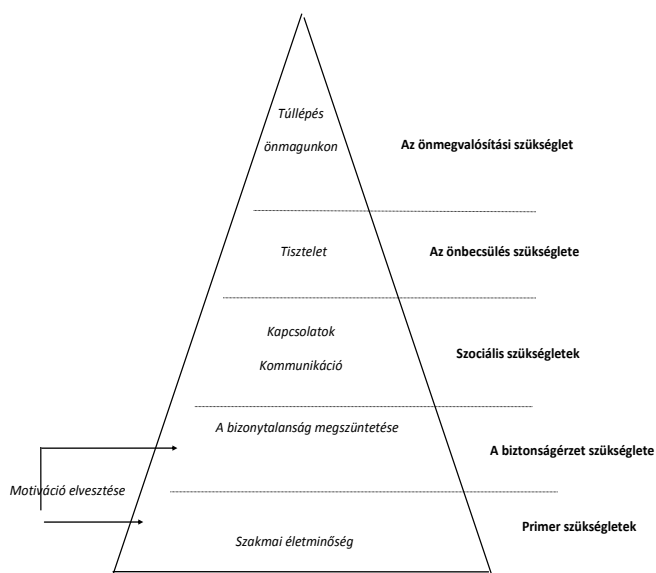 Túllépés
önmagunkon
Az önmegvalósítási szükséglet
Tisztelet
Az önbecsülés szükséglete
Kapcsolatok
Kommunikáció
Szociális szükségletek
A bizonytalanság megszüntetése
A biztonságérzet szükséglete
Motiváció elvesztése
Primer szükségletek
Szakmai életminőség